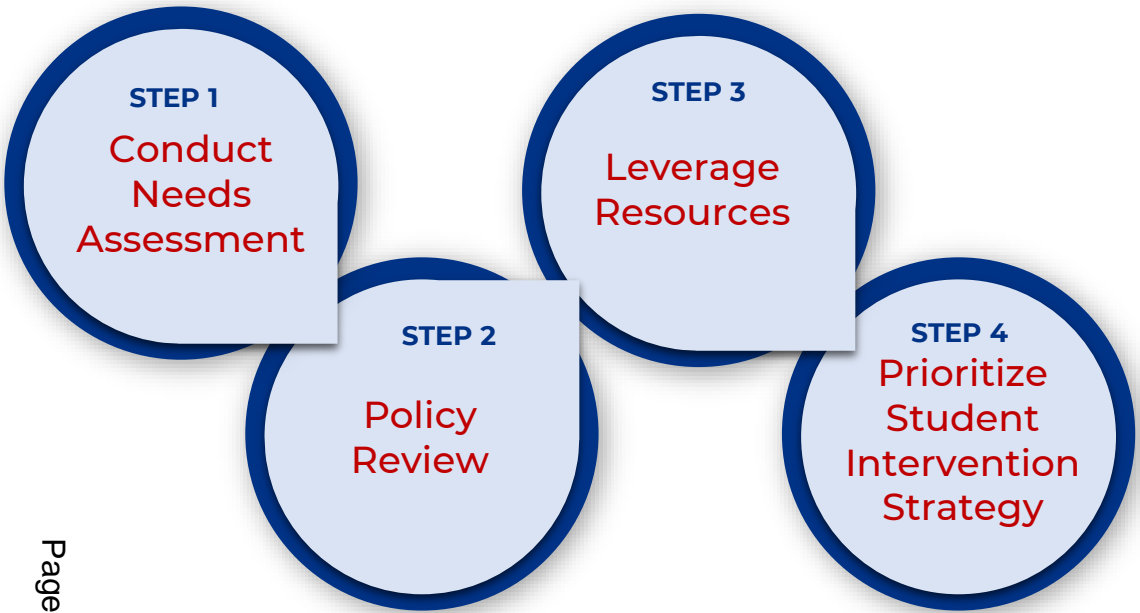 STEP 1
Conduct
Needs
Assessment
STEP 2
Policy
Review
STEP 3
Leverage
Resources
STEP 4
Prioritize
Student
Intervention
Strategy
Page